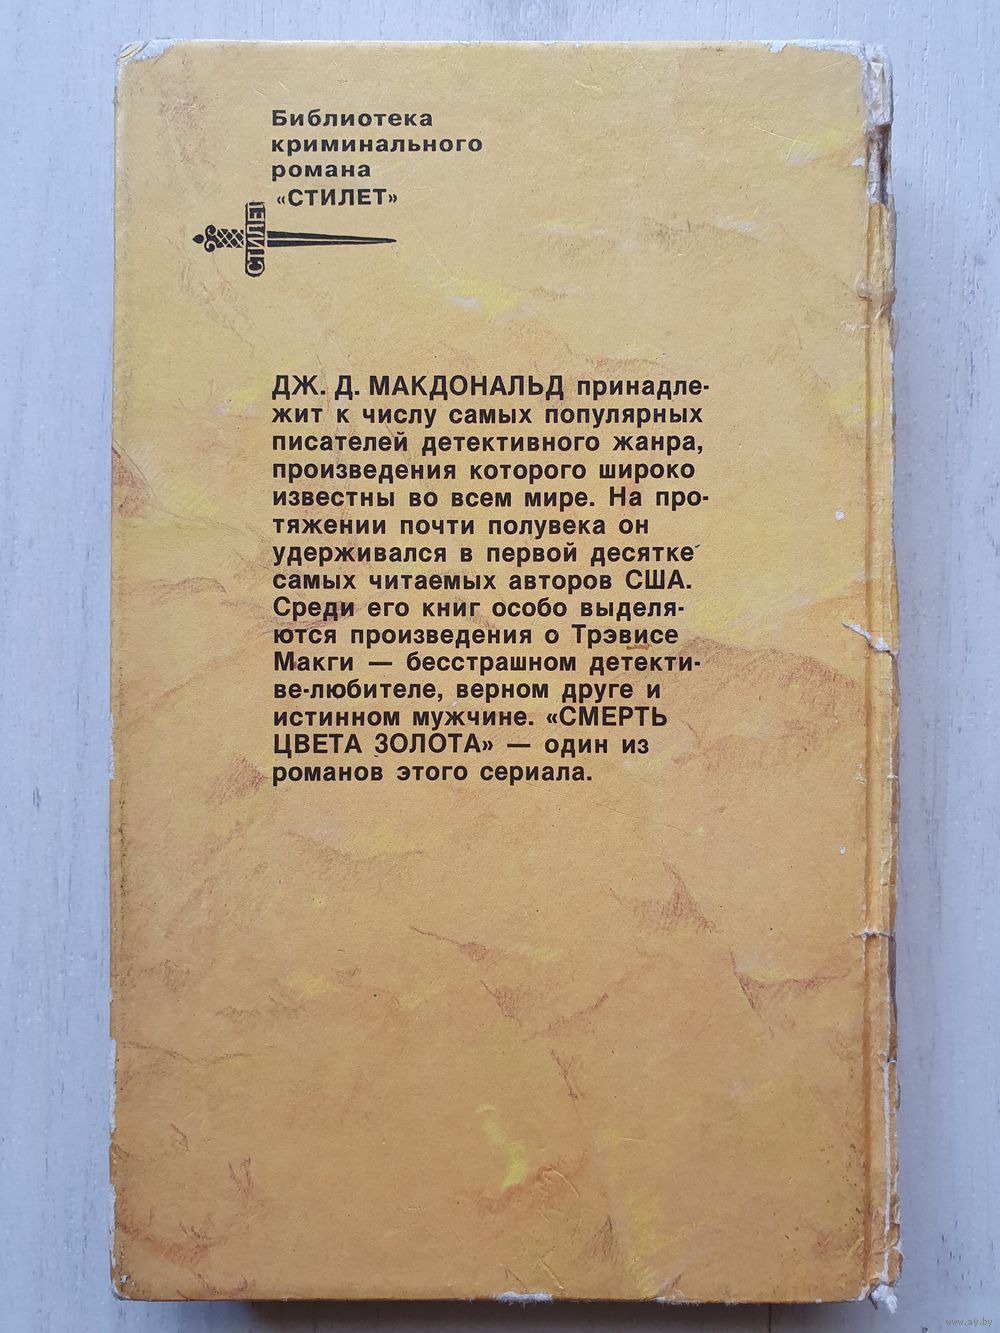 Библиотека
криминального
романа
«СТИЛЕТ»
СТИЛЕТ
ДЖ. Д. МАКДОНАЛЬД принадле-
жит к числу самых популярных
писателей детективного жанра,
произведения которого широко
известны во всем мире. На про-
тяжении почти полувека он
удерживался в первой десятке
самых читаемых авторов США.
Среди его книг особо выделя-
ются произведения о Трэвисе
Макги — бесстрашном детекти-
ве-любителе, верном друге и
истинном мужчине. «СМЕРТЬ
ЦВЕТА ЗОЛОТА» — один из
романов этого сериала.
www.ay.by